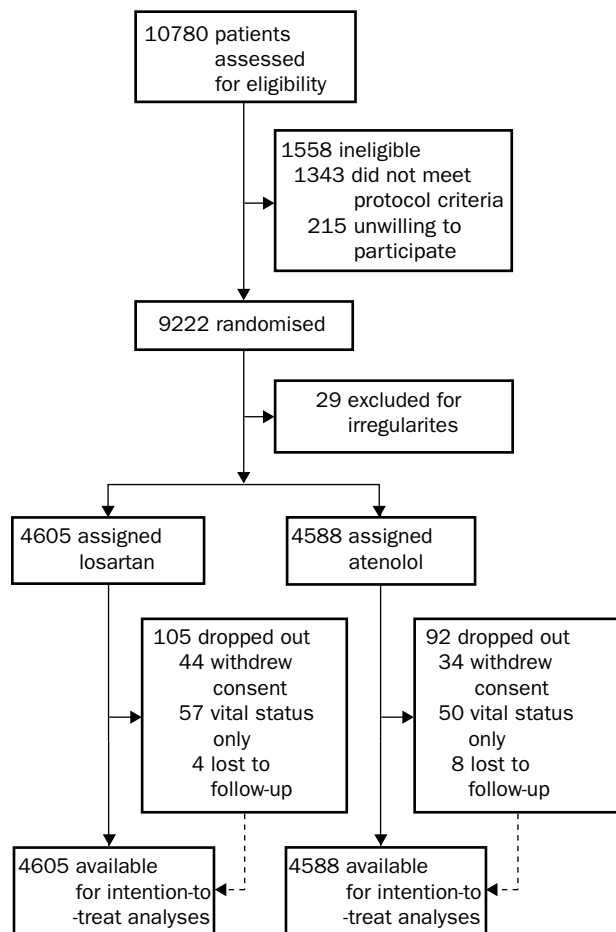 10780 patients
assessed
for eligibility
1558 ineligible
1343 did not meet
protocol criteria
215 unwilling to
participate
9222 randomised
29 excluded for
irregularites
4605 assigned
losartan
4588 assigned
atenolol
105 dropped out
44 withdrew
consent
57 vital status
only
4 lost to
follow-up
92 dropped out
34 withdrew
consent
50 vital status
only
8 lost to
follow-up
4605 available
for intention-to
-treat analyses
4588 available
for intention-to
-treat analyses